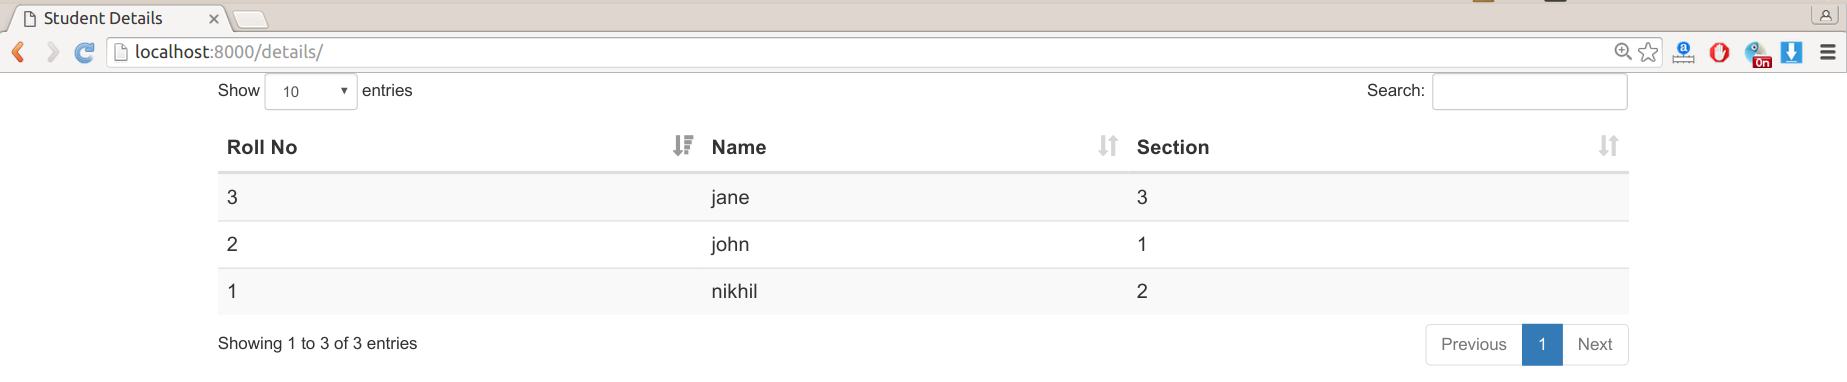 Student Details
localhost:8000/details/
a
On
Show 10 entries Search:
Roll No Name Section
3 jane 3
2 john 1
1 nikhil 2
Showing 1 to 3 of 3 entries Previous 1 Next